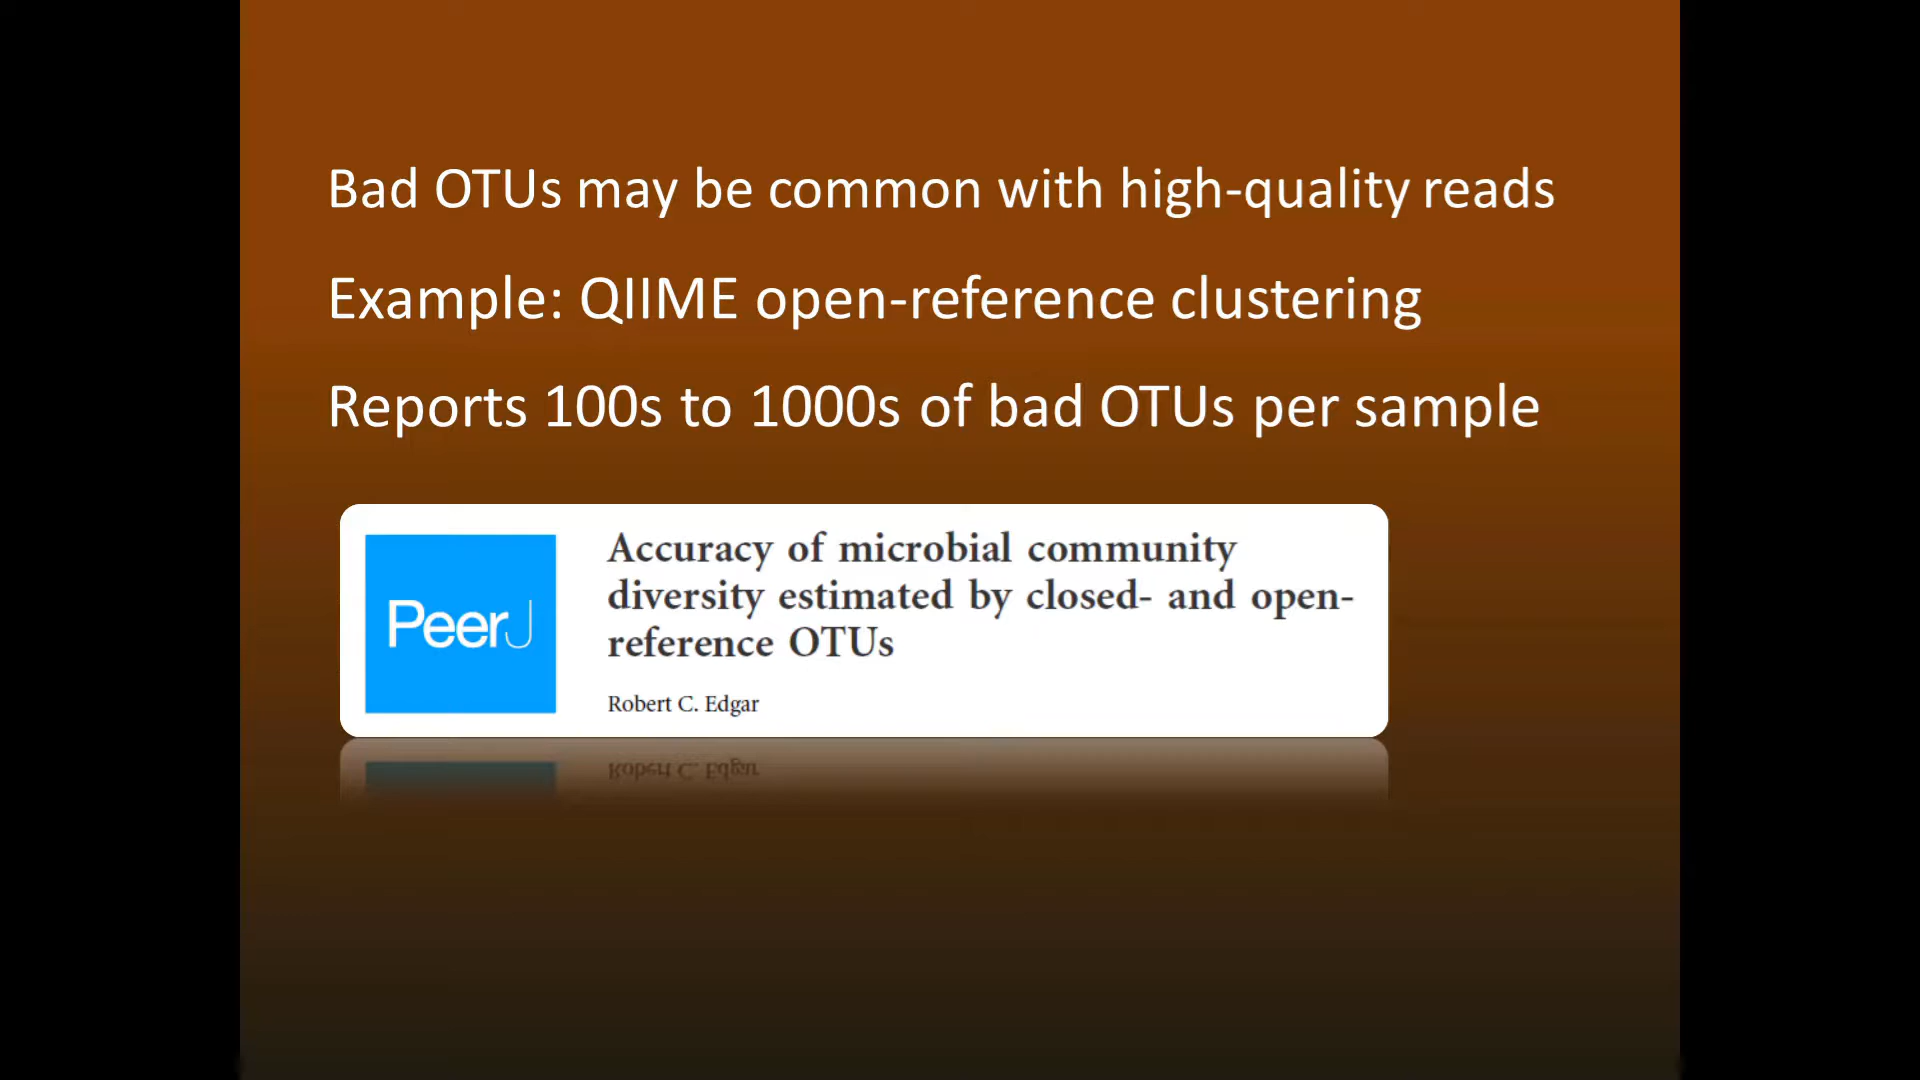 Bad OTUs may be common with high-quality reads
Example: QIIME open-reference clustering
Reports 100s to 1000s of bad OTUs per sample
PeerJ
Accuracy of microbial community
diversity estimated by closed- and open-
reference OTUs
Robert C. Edgar